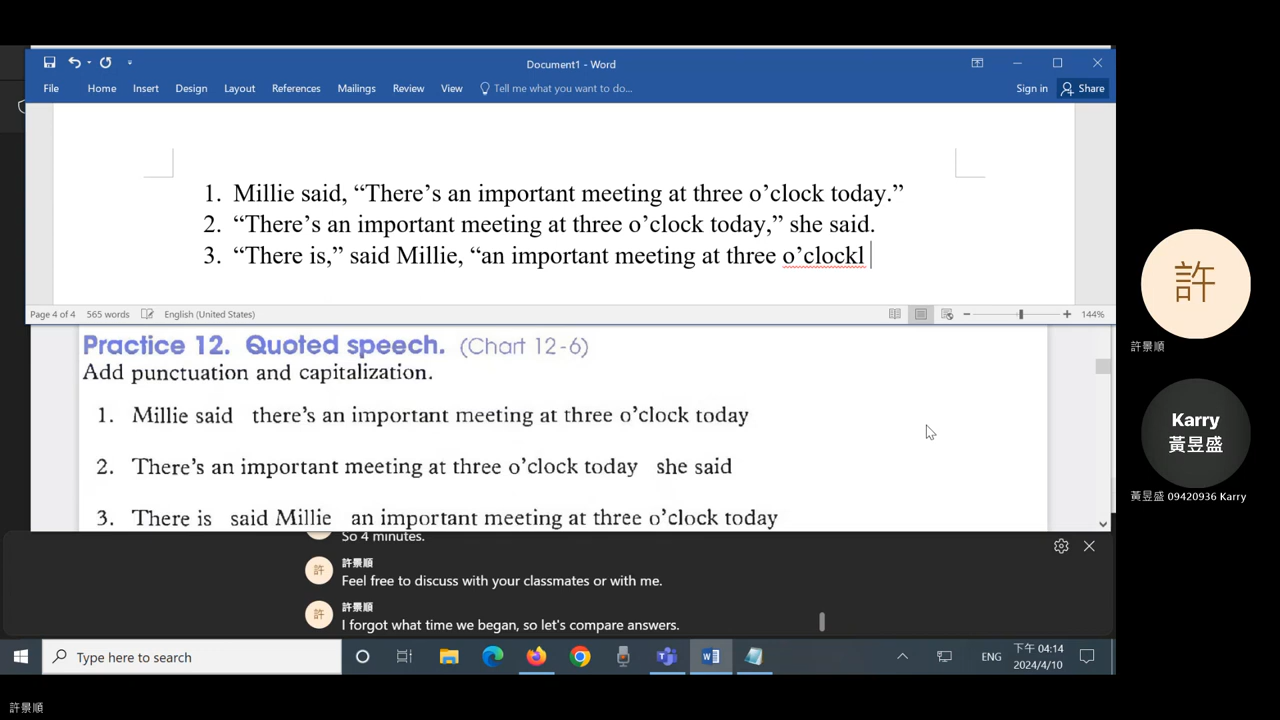 Document1 - Word
File Home Insert Design Layout References Mailings Review View Tell me what you want to do... Sign in Share
1. Millie said, “There’s an important meeting at three o’clock today.”
2. “There’s an important meeting at three o’clock today,” she said.
3. “There is,” said Millie, “an important meeting at three o’clockl
Page 4 of 4 565 words English (United States) 144%
Practice 12. Quoted speech. (Chart 12-6)
Add punctuation and capitalization.
1. Millie said there’s an important meeting at three o’clock today
2. There’s an important meeting at three o’clock today she said
3. There is said Millie an important meeting at three o’clock today
So 4 minutes.
許 許景順
Feel free to discuss with your classmates or with me.
許 許景順
I forgot what time we began, so let's compare answers.
Type here to search
ENG
下午 04:14
2024/4/10
許景順
許
許景順
Karry
黃昱盛
黃昱盛 09420936 Karry